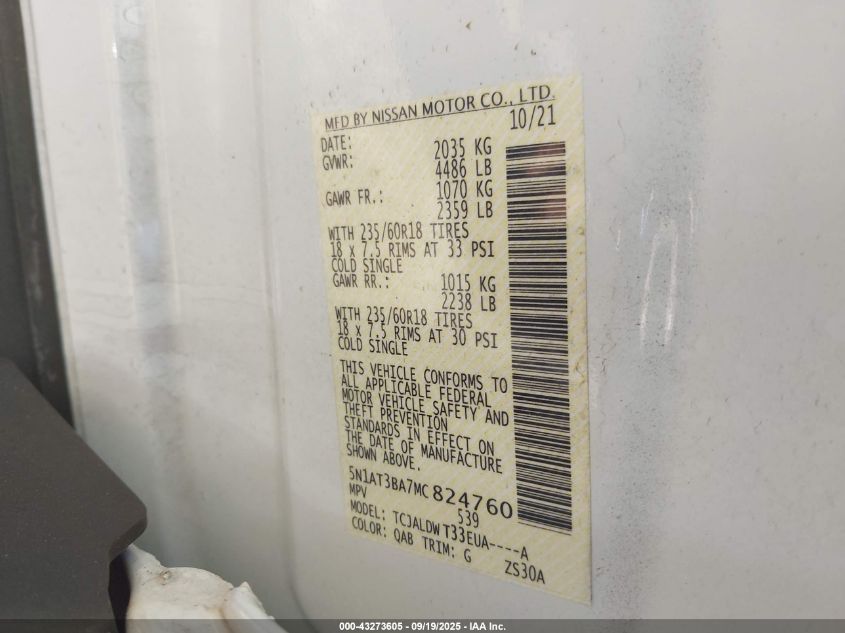 MFD BY NISSAN MOTOR CO., LTD.
DATE: 10/21
GVWR: 2035 KG
4486 LB
GAWR FR.: 1070 KG
2359 LB
WITH 235/60R18 TIRES
18 x 7.5 RIMS AT 33 PSI
COLD SINGLE
GAWR RR.: 1015 KG
2238 LB
WITH 235/60R18 TIRES
18 x 7.5 RIMS AT 30 PSI
COLD SINGLE
THIS VEHICLE CONFORMS TO
ALL APPLICABLE FEDERAL
MOTOR VEHICLE SAFETY AND
THEFT PREVENTION
STANDARDS IN EFFECT ON
THE DATE OF MANUFACTURE
SHOWN ABOVE.
5N1AT3BA7MC 824760
MPV 539
MODEL: TCJALDW T33EUA----A
COLOR: QAB TRIM: G ZS30A
000-43273605 - 09/19/2025 - IAA Inc.